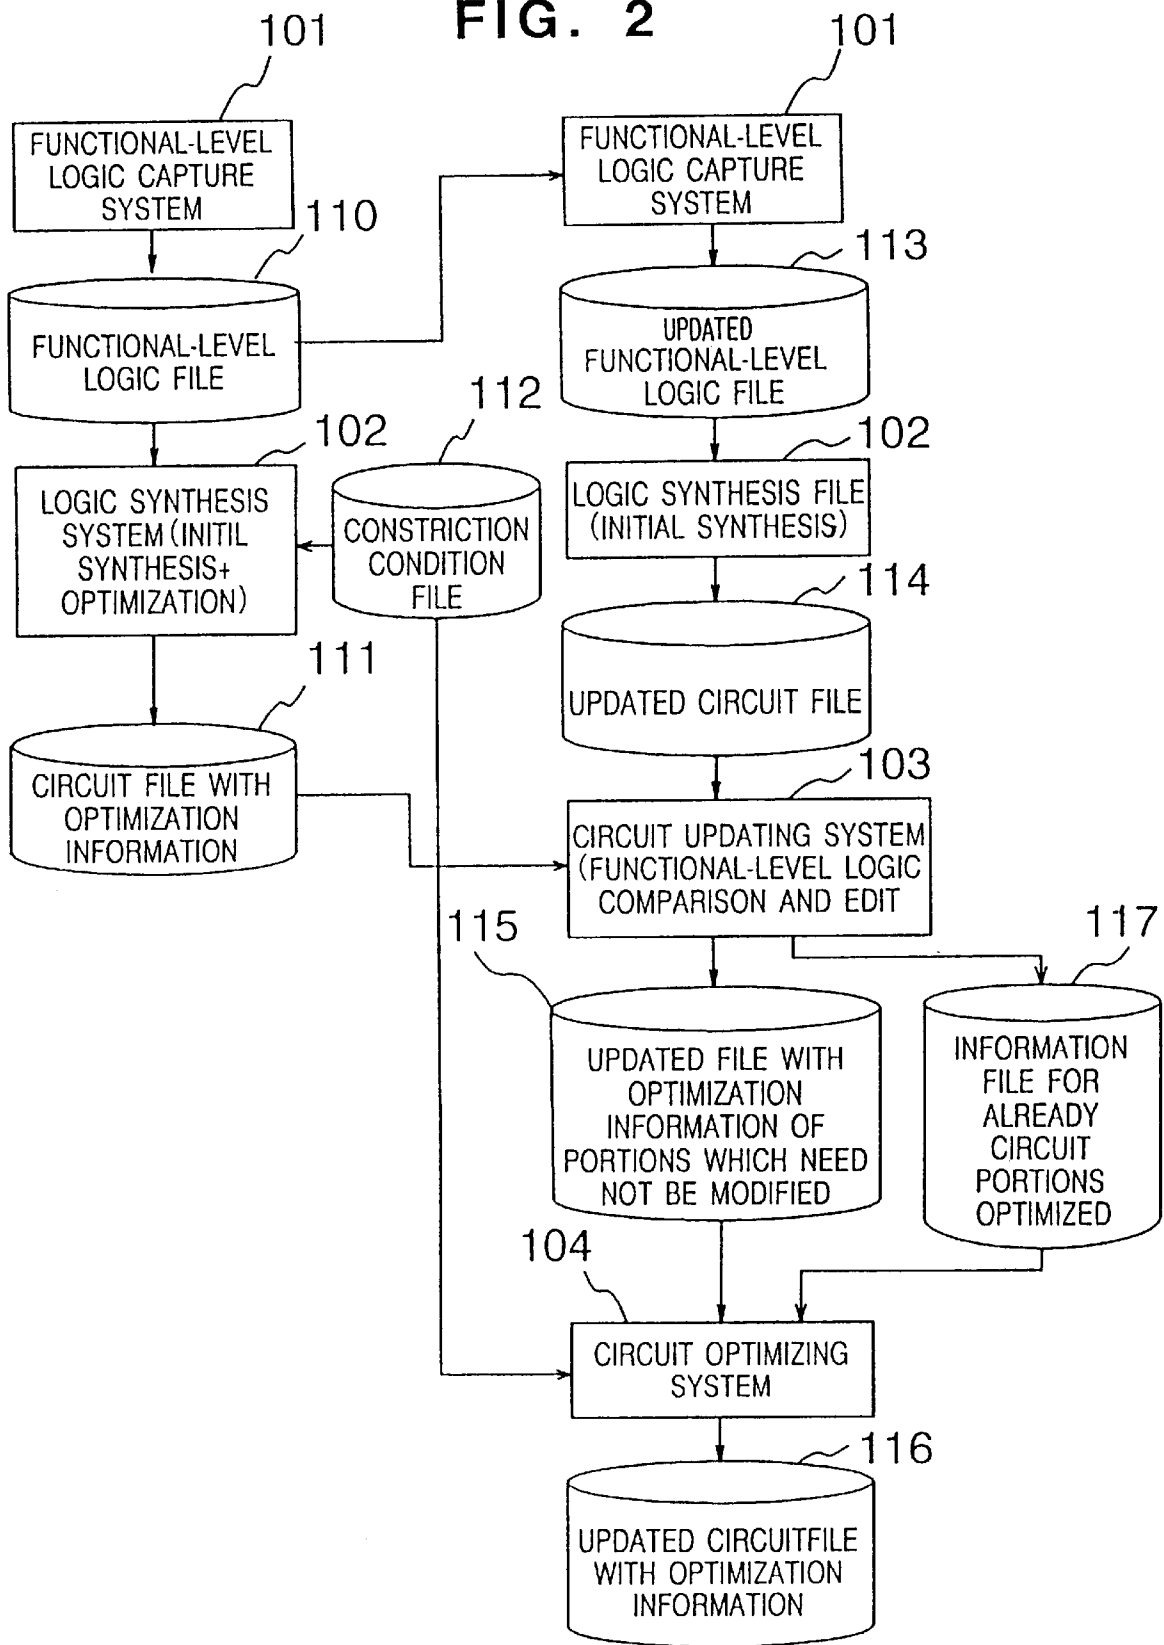 FIG. 2
101
FUNCTIONAL-LEVEL
LOGIC CAPTURE
SYSTEM
110
FUNCTIONAL-LEVEL
LOGIC FILE
102
LOGIC SYNTHESIS
SYSTEM (INITIL
SYNTHESIS+
OPTIMIZATION)
112
CONSTRICTION
CONDITION
FILE
111
CIRCUIT FILE WITH
OPTIMIZATION
INFORMATION
101
FUNCTIONAL-LEVEL
LOGIC CAPTURE
SYSTEM
113
UPDATED
FUNCTIONAL-LEVEL
LOGIC FILE
102
LOGIC SYNTHESIS FILE
(INITIAL SYNTHESIS)
114
UPDATED CIRCUIT FILE
103
CIRCUIT UPDATING SYSTEM
(FUNCTIONAL-LEVEL LOGIC
COMPARISON AND EDIT
115
UPDATED FILE WITH
OPTIMIZATION
INFORMATION OF
PORTIONS WHICH NEED
NOT BE MODIFIED
117
INFORMATION
FILE FOR
ALREADY
CIRCUIT
PORTIONS
OPTIMIZED
104
CIRCUIT OPTIMIZING
SYSTEM
116
UPDATED CIRCUITFILE
WITH OPTIMIZATION
INFORMATION